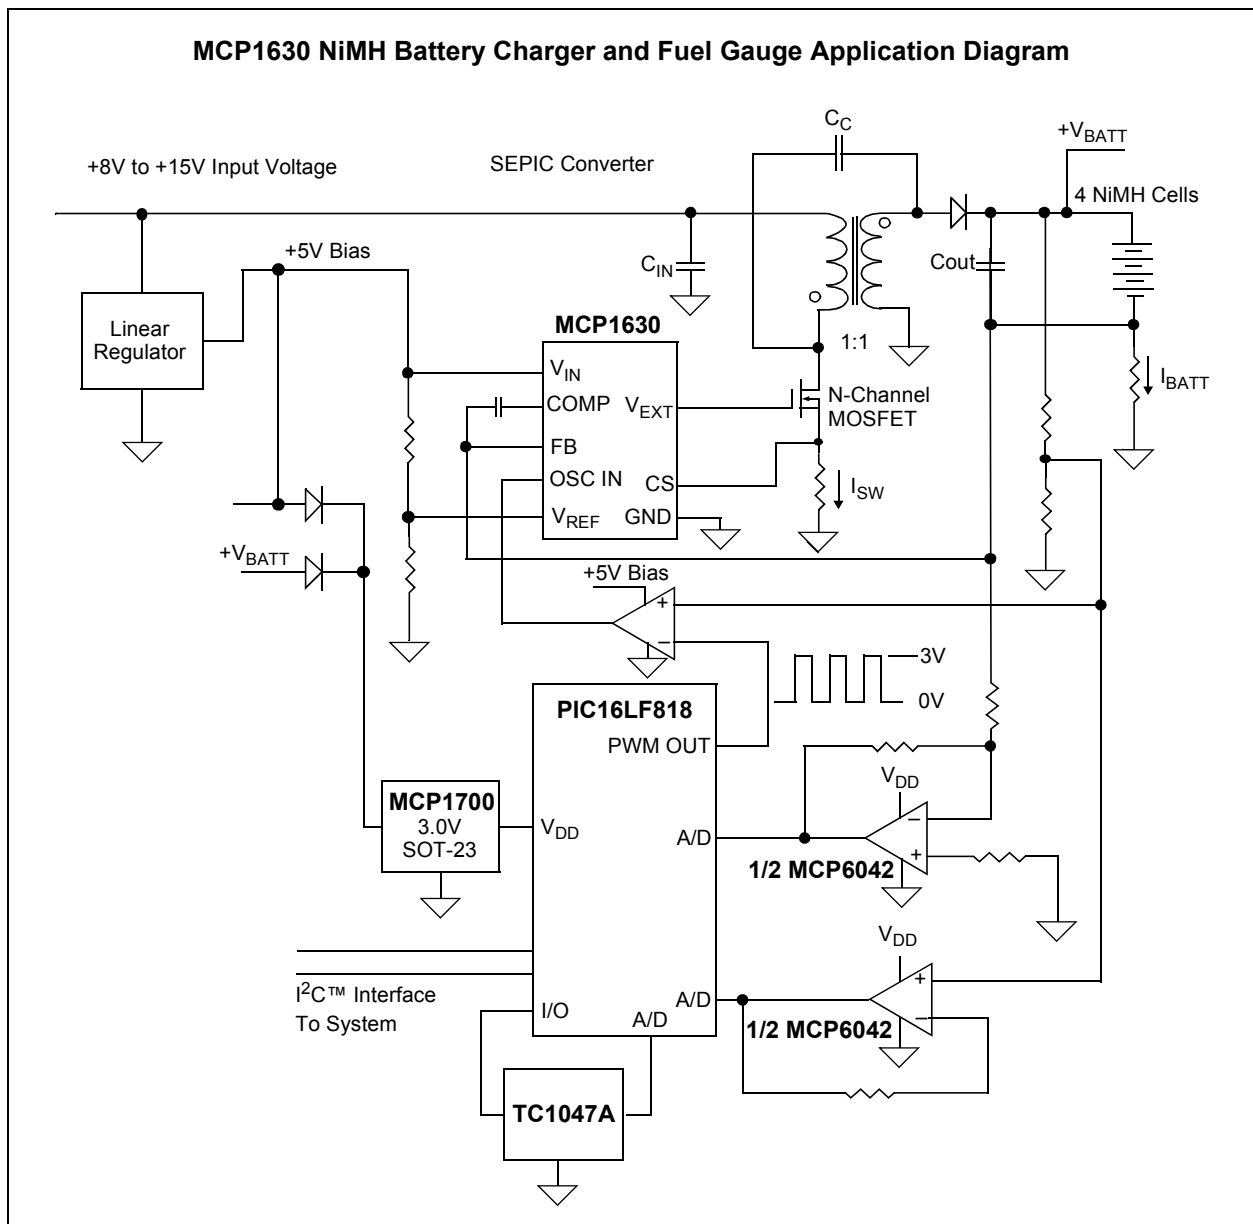 MCP1630 NiMH Battery Charger and Fuel Gauge Application Diagram
C_C
+V_BATT
+8V to +15V Input Voltage
SEPIC Converter
4 NiMH Cells
+5V Bias
C_IN
Cout
Linear
Regulator
MCP1630
1:1
V_IN
COMP
V_EXT
N-Channel
MOSFET
I_BATT
FB
OSC IN
CS
I_SW
V_REF
GND
+V_BATT
+5V Bias
+
–
3V
0V
PIC16LF818
PWM OUT
MCP1700
3.0V
SOT-23
V_DD
V_DD
A/D
–
+
1/2 MCP6042
V_DD
I²C™ Interface
To System
I/O
A/D
A/D
+
–
1/2 MCP6042
TC1047A